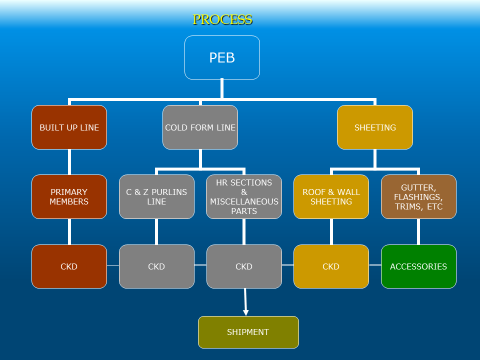 PROCESS
PEB
BUILT UP LINE
COLD FORM LINE
SHEETING
PRIMARY
MEMBERS
C & Z PURLINS
LINE
HR SECTIONS
&
MISCELLANEOUS
PARTS
ROOF & WALL
SHEETING
GUTTER,
FLASHINGS,
TRIMS, ETC
CKD
CKD
CKD
CKD
ACCESSORIES
SHIPMENT